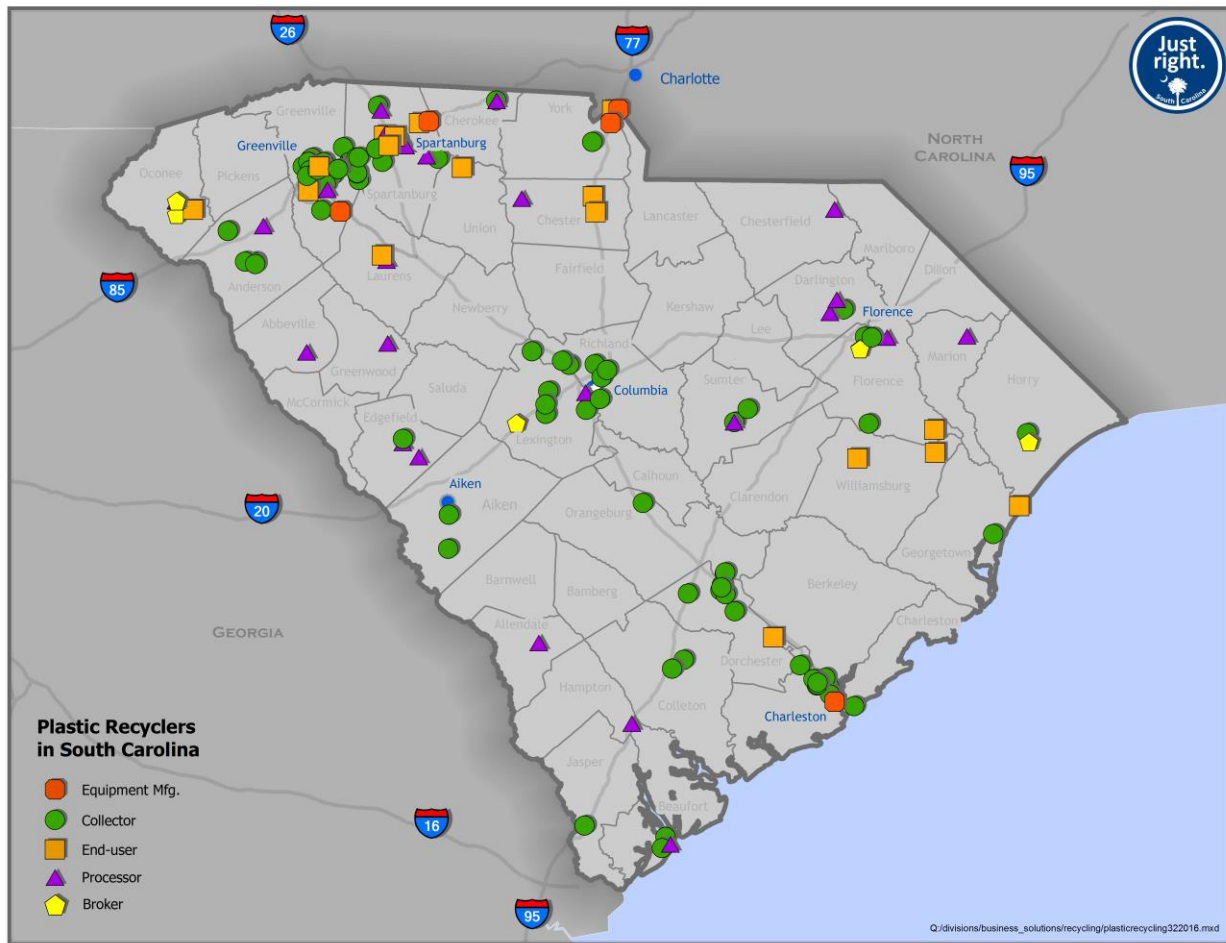 26
77
Just
right.
South Carolina
Charlotte
Greenville
Cherokee
York
NORTH
CAROLINA
Greenville
Spartanburg
95
Oconee
Pickens
Spartanburg
Union
Chester
Lancaster
Chesterfield
Marlboro
Dillon
85
Anderson
Laurens
Fairfield
Newberry
Kershaw
Darlington
Lee
Florence
Abbeville
Greenwood
Richland
Marion
Saluda
McCormick
Columbia
Sumter
Florence
Horry
Edgefield
Lexington
Aiken
Aiken
Calhoun
Clarendon
Williamsburg
20
Orangeburg
Georgetown
Barnwell
Bamberg
Berkeley
Charleston
GEORGIA
Allendale
Dorchester
Hampton
Colleton
Charleston
Plastic Recyclers
in South Carolina
Jasper
Equipment Mfg.
Beaufort
Collector
16
End-user
Processor
Broker
95
Q:/divisions/business_solutions/recycling/plasticrecycling322016.mxd